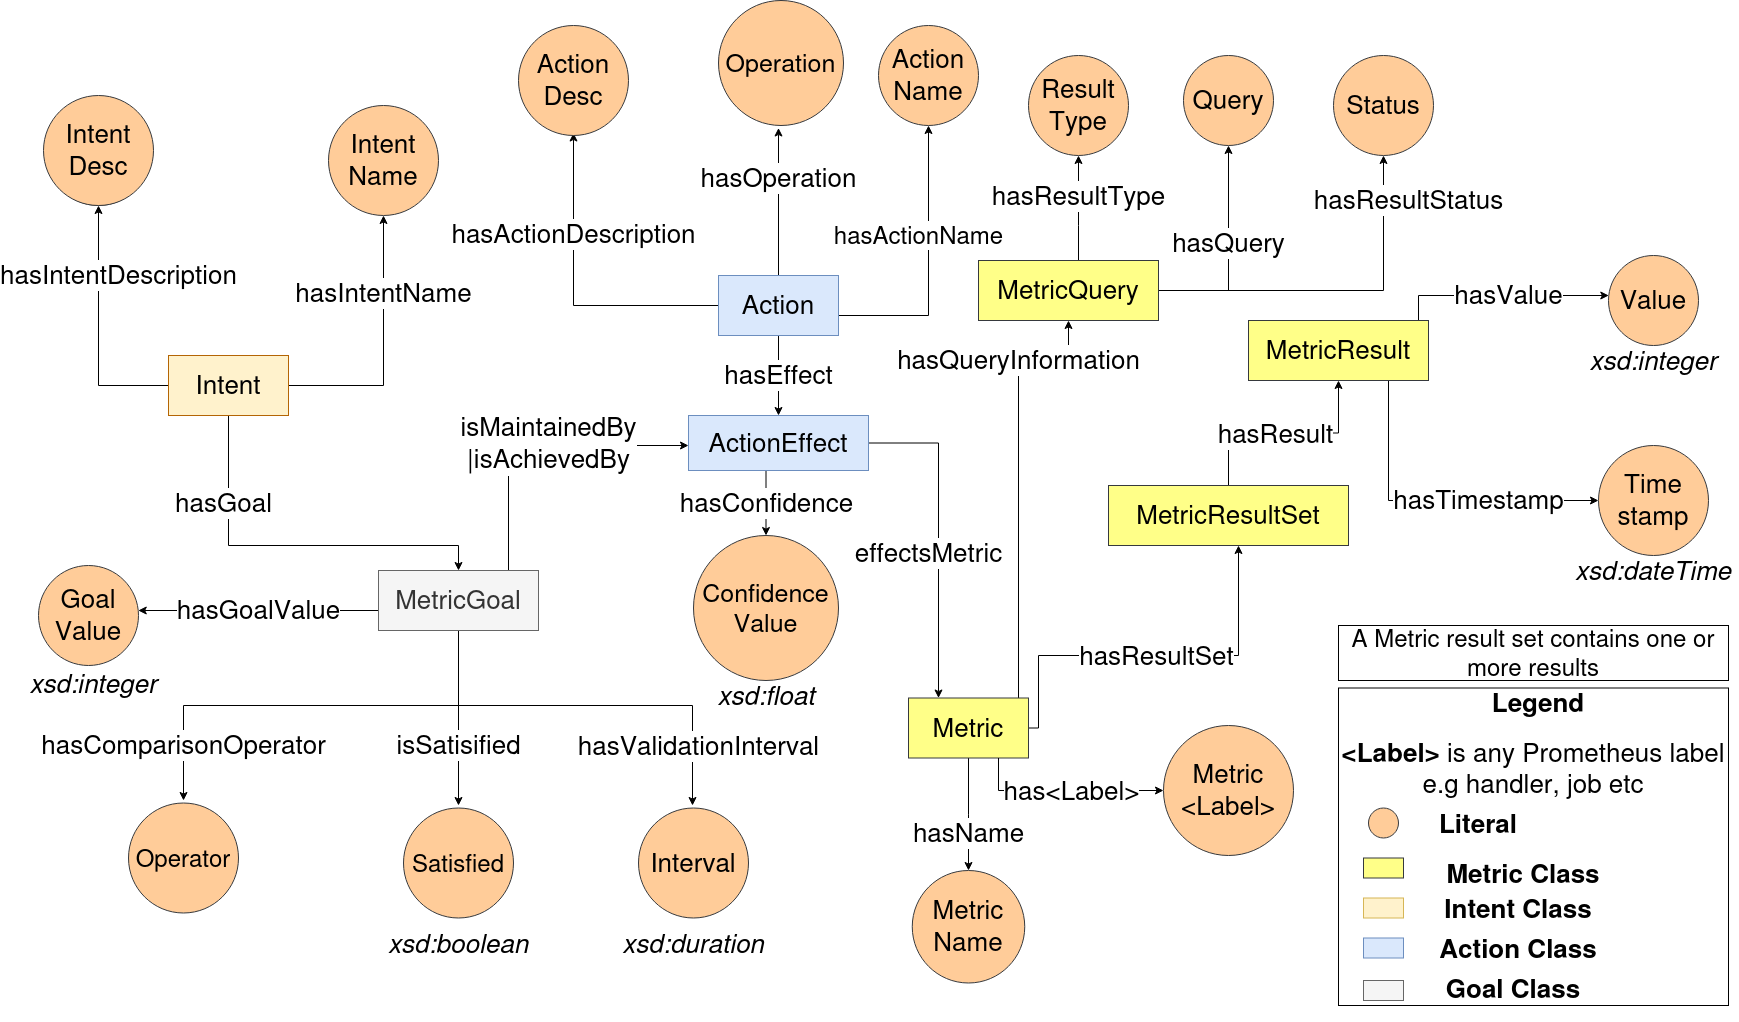 Operation
Action
Desc
Action
Name
Result
Type
Query
Status
Intent
Desc
Intent
Name
hasOperation
hasResultType
hasResultStatus
hasActionDescription
hasActionName
hasQuery
hasIntentDescription
hasIntentName
Action
MetricQuery
hasValue
Value
xsd:integer
MetricResult
hasQueryInformation
hasEffect
Intent
isMaintainedBy
|isAchievedBy
ActionEffect
hasResult
hasGoal
hasConfidence
MetricResultSet
hasTimestamp
Time
stamp
xsd:dateTime
effectsMetric
Goal
Value
xsd:integer
hasGoalValue
MetricGoal
Confidence
Value
xsd:float
hasResultSet
A Metric result set contains one or
more results
Legend
<Label> is any Prometheus label
e.g handler, job etc
Literal
Metric Class
Intent Class
Action Class
Goal Class
hasComparisonOperator
isSatisified
hasValidationInterval
Metric
has<Label>
Metric
<Label>
hasName
Operator
Satisfied
Interval
xsd:boolean
xsd:duration
Metric
Name